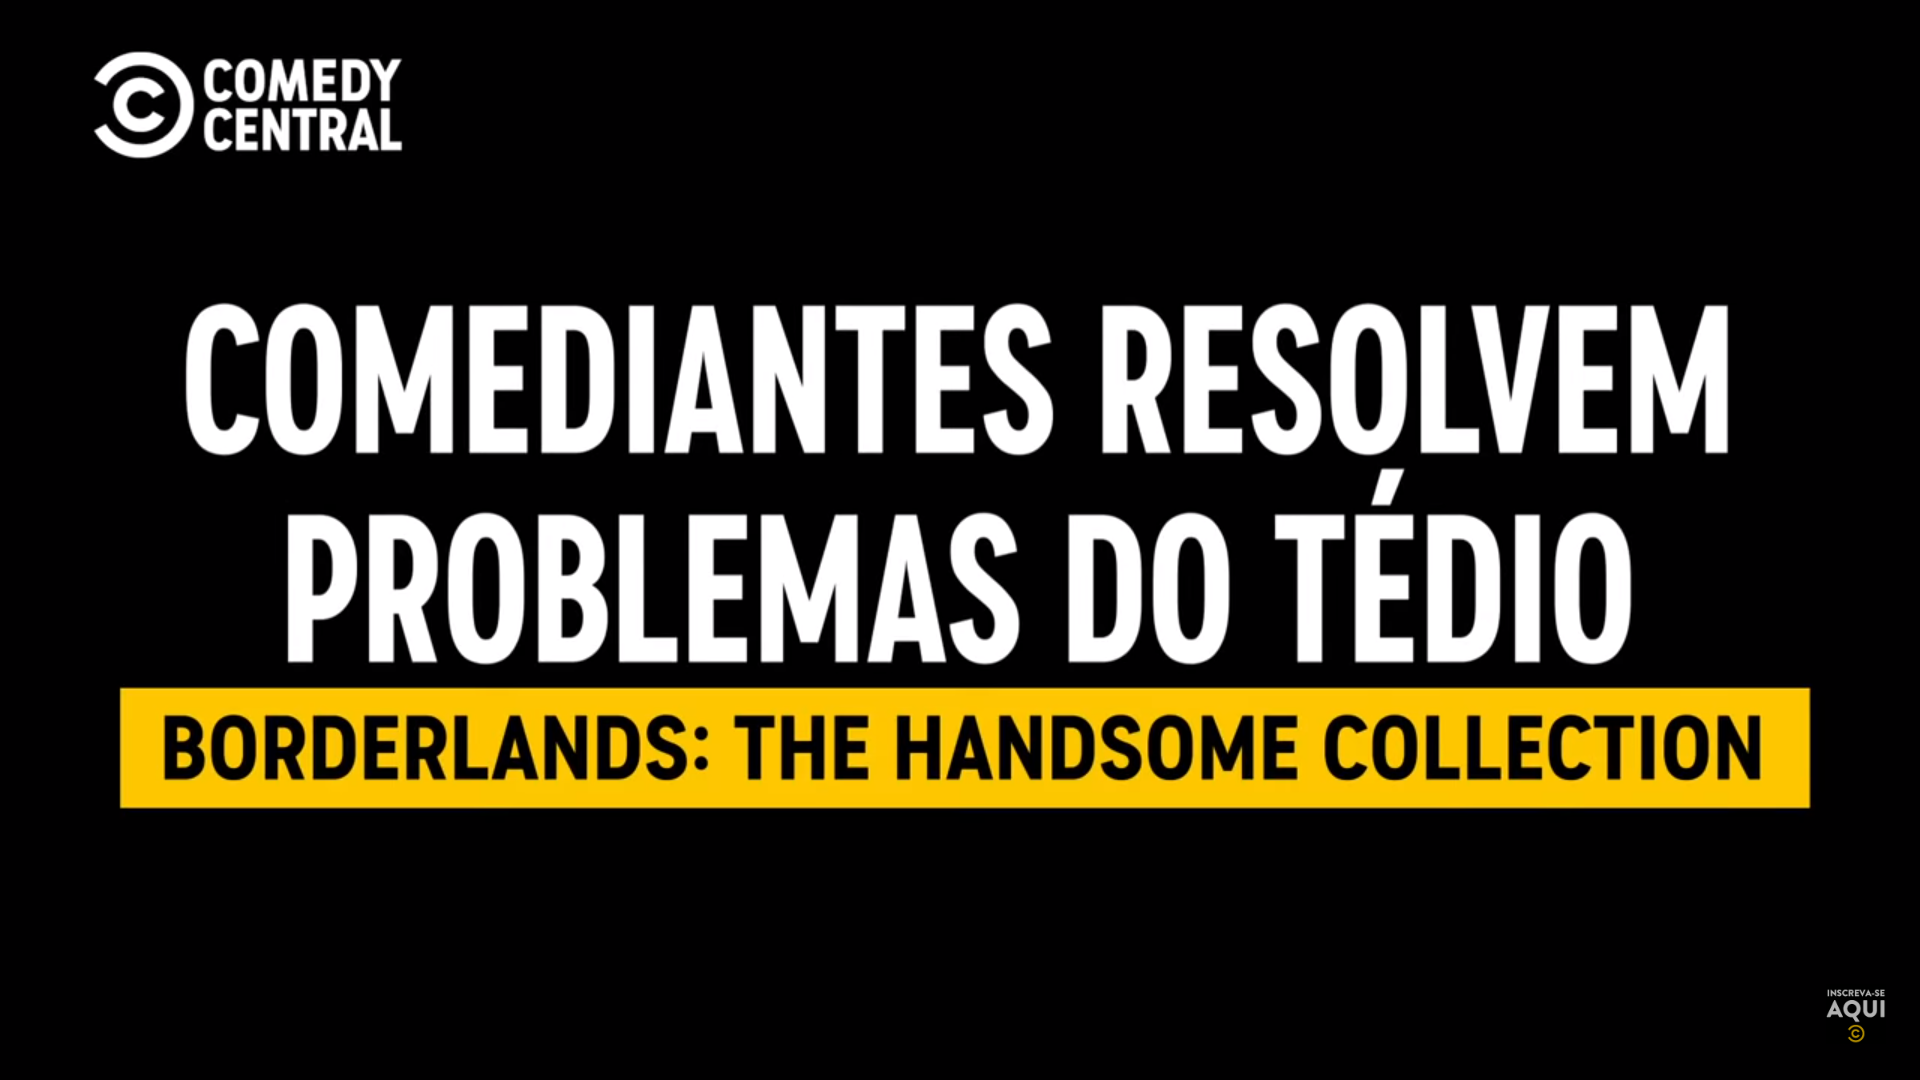 COMEDY
CENTRAL
COMEDIANTES RESOLVEM
PROBLEMAS DO TÉDIO
BORDERLANDS: THE HANDSOME COLLECTION
INSCREVA-SE
AQUI